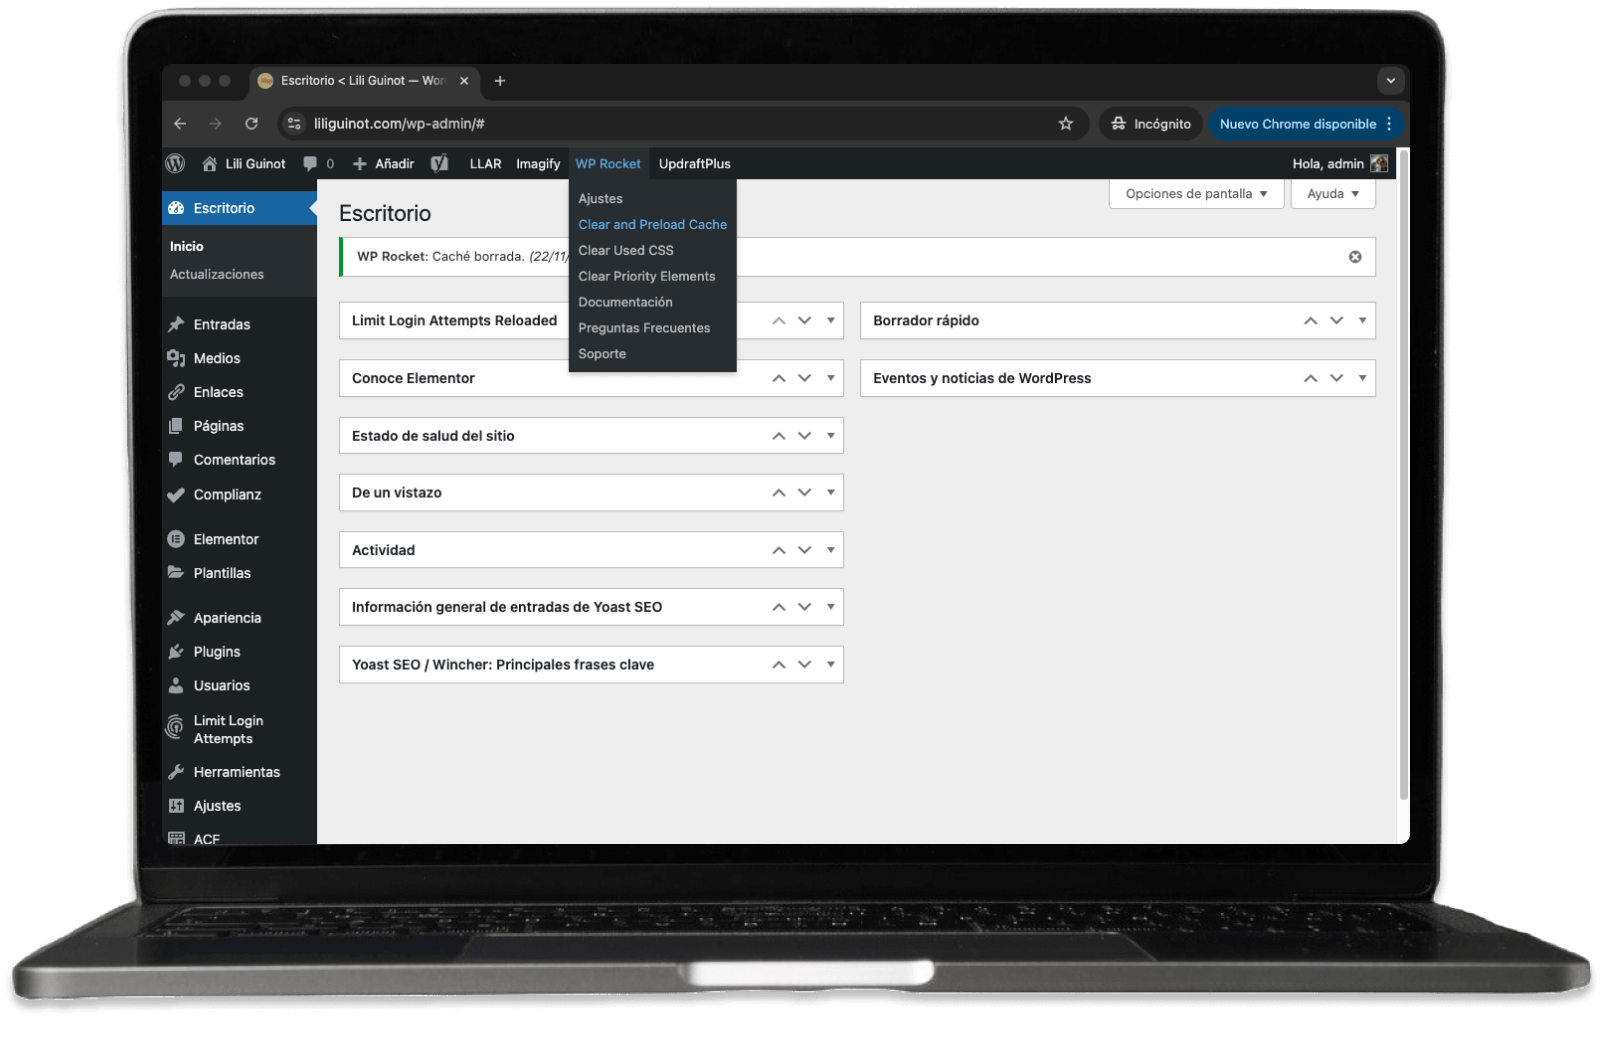 Escritorio < Lili Guinot — Wor
liliguinot.com/wp-admin/#
Incógnito
Nuevo Chrome disponible
Lili Guinot
0
Añadir
LLAR
Imagify
WP Rocket
UpdraftPlus
Hola, admin
Ajustes
Clear and Preload Cache
Clear Used CSS
Clear Priority Elements
Documentación
Preguntas Frecuentes
Soporte
Opciones de pantalla
Ayuda
Escritorio
Inicio
Actualizaciones
Entradas
Medios
Enlaces
Páginas
Comentarios
Complianz
Elementor
Plantillas
Apariencia
Plugins
Usuarios
Limit Login
Attempts
Herramientas
Ajustes
ACF
Escritorio
WP Rocket: Caché borrada. (22/11/
Limit Login Attempts Reloaded
Conoce Elementor
Estado de salud del sitio
De un vistazo
Actividad
Información general de entradas de Yoast SEO
Yoast SEO / Wincher: Principales frases clave
Borrador rápido
Eventos y noticias de WordPress